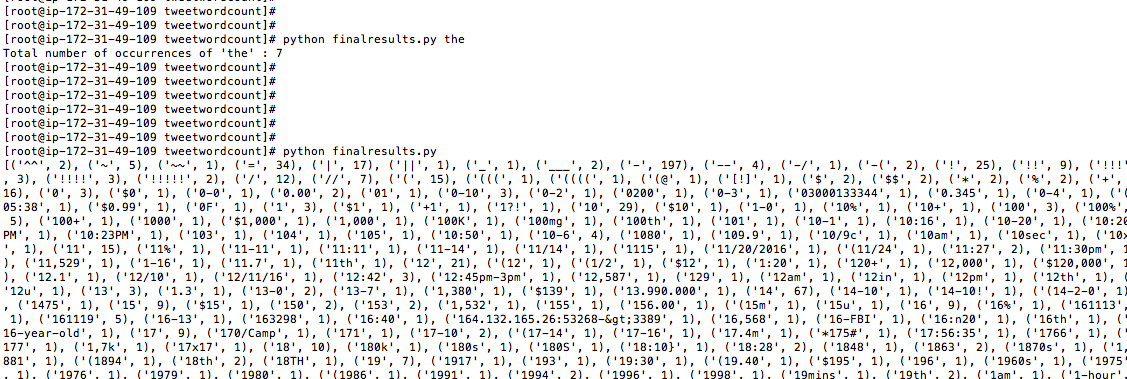 [root@ip-172-31-49-109 tweetwordcount]#
[root@ip-172-31-49-109 tweetwordcount]#
[root@ip-172-31-49-109 tweetwordcount]#
[root@ip-172-31-49-109 tweetwordcount]# python finalresults.py the
Total number of occurrences of 'the' : 7
[root@ip-172-31-49-109 tweetwordcount]#
[root@ip-172-31-49-109 tweetwordcount]#
[root@ip-172-31-49-109 tweetwordcount]#
[root@ip-172-31-49-109 tweetwordcount]#
[root@ip-172-31-49-109 tweetwordcount]#
[root@ip-172-31-49-109 tweetwordcount]#
[root@ip-172-31-49-109 tweetwordcount]# python finalresults.py
[('^^', 2), ('~', 5), ('~~', 1), ('=', 34), ('|', 17), ('||', 1), ('_', 1), ('___', 2), ('-', 197), ('--', 4), ('-/', 1), ('-(', 2), ('!', 25), ('!!', 9), ('!!!'
, 3), ('!!!!', 3), ('!!!!!', 2), ('/', 12), ('//', 7), ('(', 15), ('(((', 1), ('((((', 1), ('(@', 1), ('[!]', 1), ('$', 2), ('$$', 2), ('*', 2), ('%', 2), ('+',
16), ('0', 3), ('$0', 1), ('0-0', 1), ('0.00', 2), ('01', 1), ('0-10', 3), ('0-2', 1), ('0200', 1), ('0-3', 1), ('03000133344', 1), ('0.345', 1), ('0-4', 1), ('0
05:38', 1), ('$0.99', 1), ('0F', 1), ('1', 3), ('$1', 1), ('+1', 1), ('1?!', 1), ('10', 29), ('$10', 1), ('1-0', 1), ('10%', 1), ('10+', 1), ('100', 3), ('100%',
5), ('100+', 1), ('1000', 1), ('$1,000', 1), ('1,000', 1), ('100K', 1), ('100mg', 1), ('100th', 1), ('101', 1), ('10-1', 1), ('10:16', 1), ('10-20', 1), ('10:20
PM', 1), ('10:23PM', 1), ('103', 1), ('104', 1), ('105', 1), ('10:50', 1), ('10-6', 4), ('1080', 1), ('109.9', 1), ('10/9c', 1), ('10am', 1), ('10sec', 1), ('10x
', 1), ('11', 15), ('11%', 1), ('11-11', 1), ('11:11', 1), ('11-14', 1), ('11/14', 1), ('1115', 1), ('11/20/2016', 1), ('(11/24', 1), ('11:27', 2), ('11:30pm', 1
), ('11,529', 1), ('1-16', 1), ('11.7', 1), ('11th', 1), ('12', 21), ('(12', 1), ('(1/2', 1), ('$12', 1), ('1:20', 1), ('120+', 1), ('12,000', 1), ('$120,000', 1
), ('12.1', 1), ('12/10', 1), ('12/11/16', 1), ('12:42', 3), ('12:45pm-3pm', 1), ('12,587', 1), ('129', 1), ('12am', 1), ('12in', 1), ('12pm', 1), ('12th', 1), (
'12u', 1), ('13', 3), ('1.3', 1), ('13-0', 2), ('13-7', 1), ('1,380', 1), ('$139', 1), ('13.990.000', 1), ('14', 67), ('14-10', 1), ('14-10!', 1), ('(14-2-0', 1)
, ('1475', 1), ('15', 9), ('$15', 1), ('150', 2), ('153', 2), ('1,532', 1), ('155', 1), ('156.00', 1), ('(15m', 1), ('15u', 1), ('16', 9), ('16%', 1), ('161113',
1), ('161119', 5), ('16-13', 1), ('163298', 1), ('16:40', 1), ('164.132.165.26:53268-&gt;3389', 1), ('16,568', 1), ('16-FBI', 1), ('16:n20', 1), ('16th', 1), ('
16-year-old', 1), ('17', 9), ('170/Camp', 1), ('171', 1), ('17-10', 2), ('(17-14', 1), ('17-16', 1), ('17.4m', 1), ('*175#', 1), ('17:56:35', 1), ('1766', 1), ('
177', 1), ('1,7k', 1), ('17x17', 1), ('18', 10), ('180k', 1), ('180s', 1), ('180S', 1), ('18:10}', 1), ('18:28', 2), ('1848', 1), ('1863', 2), ('1870s', 1), ('1
881', 1), ('(1894', 1), ('18th', 2), ('18TH', 1), ('19', 7), ('1917', 1), ('193', 1), ('19:30', 1), ('(19.40', 1), ('$195', 1), ('196', 1), ('1960s', 1), ('1975'
, 1), ('1976', 1), ('1979', 1), ('1980', 1), ('(1986', 1), ('1991', 1), ('1994', 2), ('1996', 1), ('1998', 1), ('19mins', 1), ('19th', 2), ('1am', 1), ('1-hour',